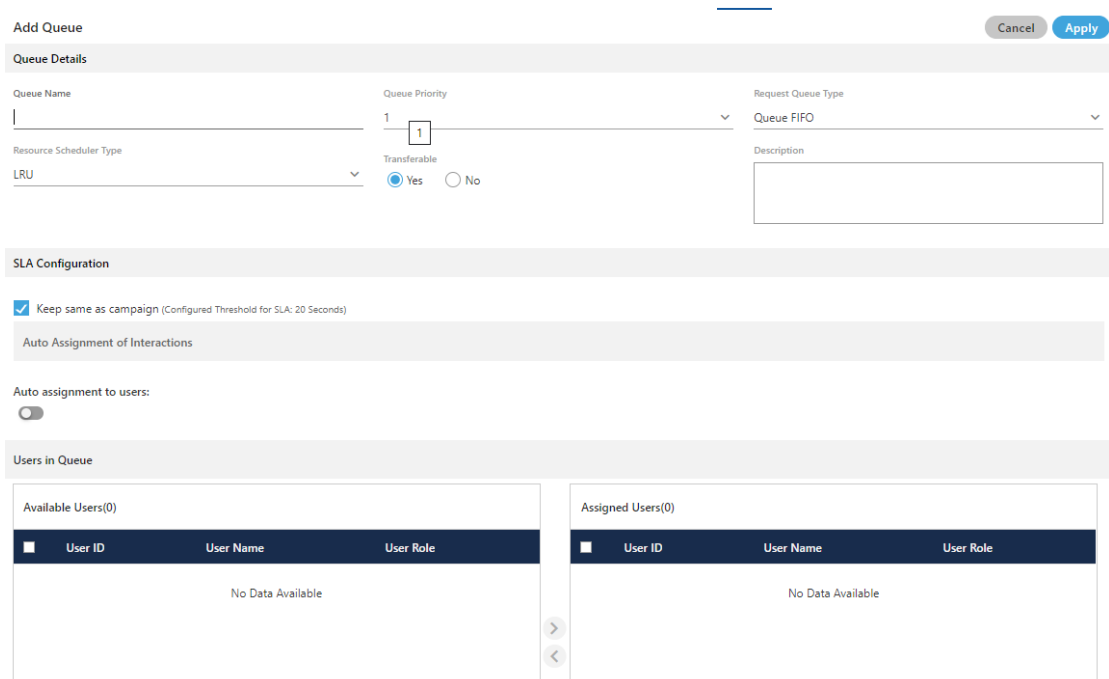 Add Queue
Cancel
Apply
Queue Details
Queue Name
Queue Priority
Request Queue Type
1
Queue FIFO
1
Resource Scheduler Type
Transferable
Description
LRU
Yes
No
SLA Configuration
Keep same as campaign (Configured Threshold for SLA: 20 Seconds)
Auto Assignment of Interactions
Auto assignment to users:
Users in Queue
Available Users(0)
User ID User Name User Role
No Data Available
Assigned Users(0)
User ID User Name User Role
No Data Available